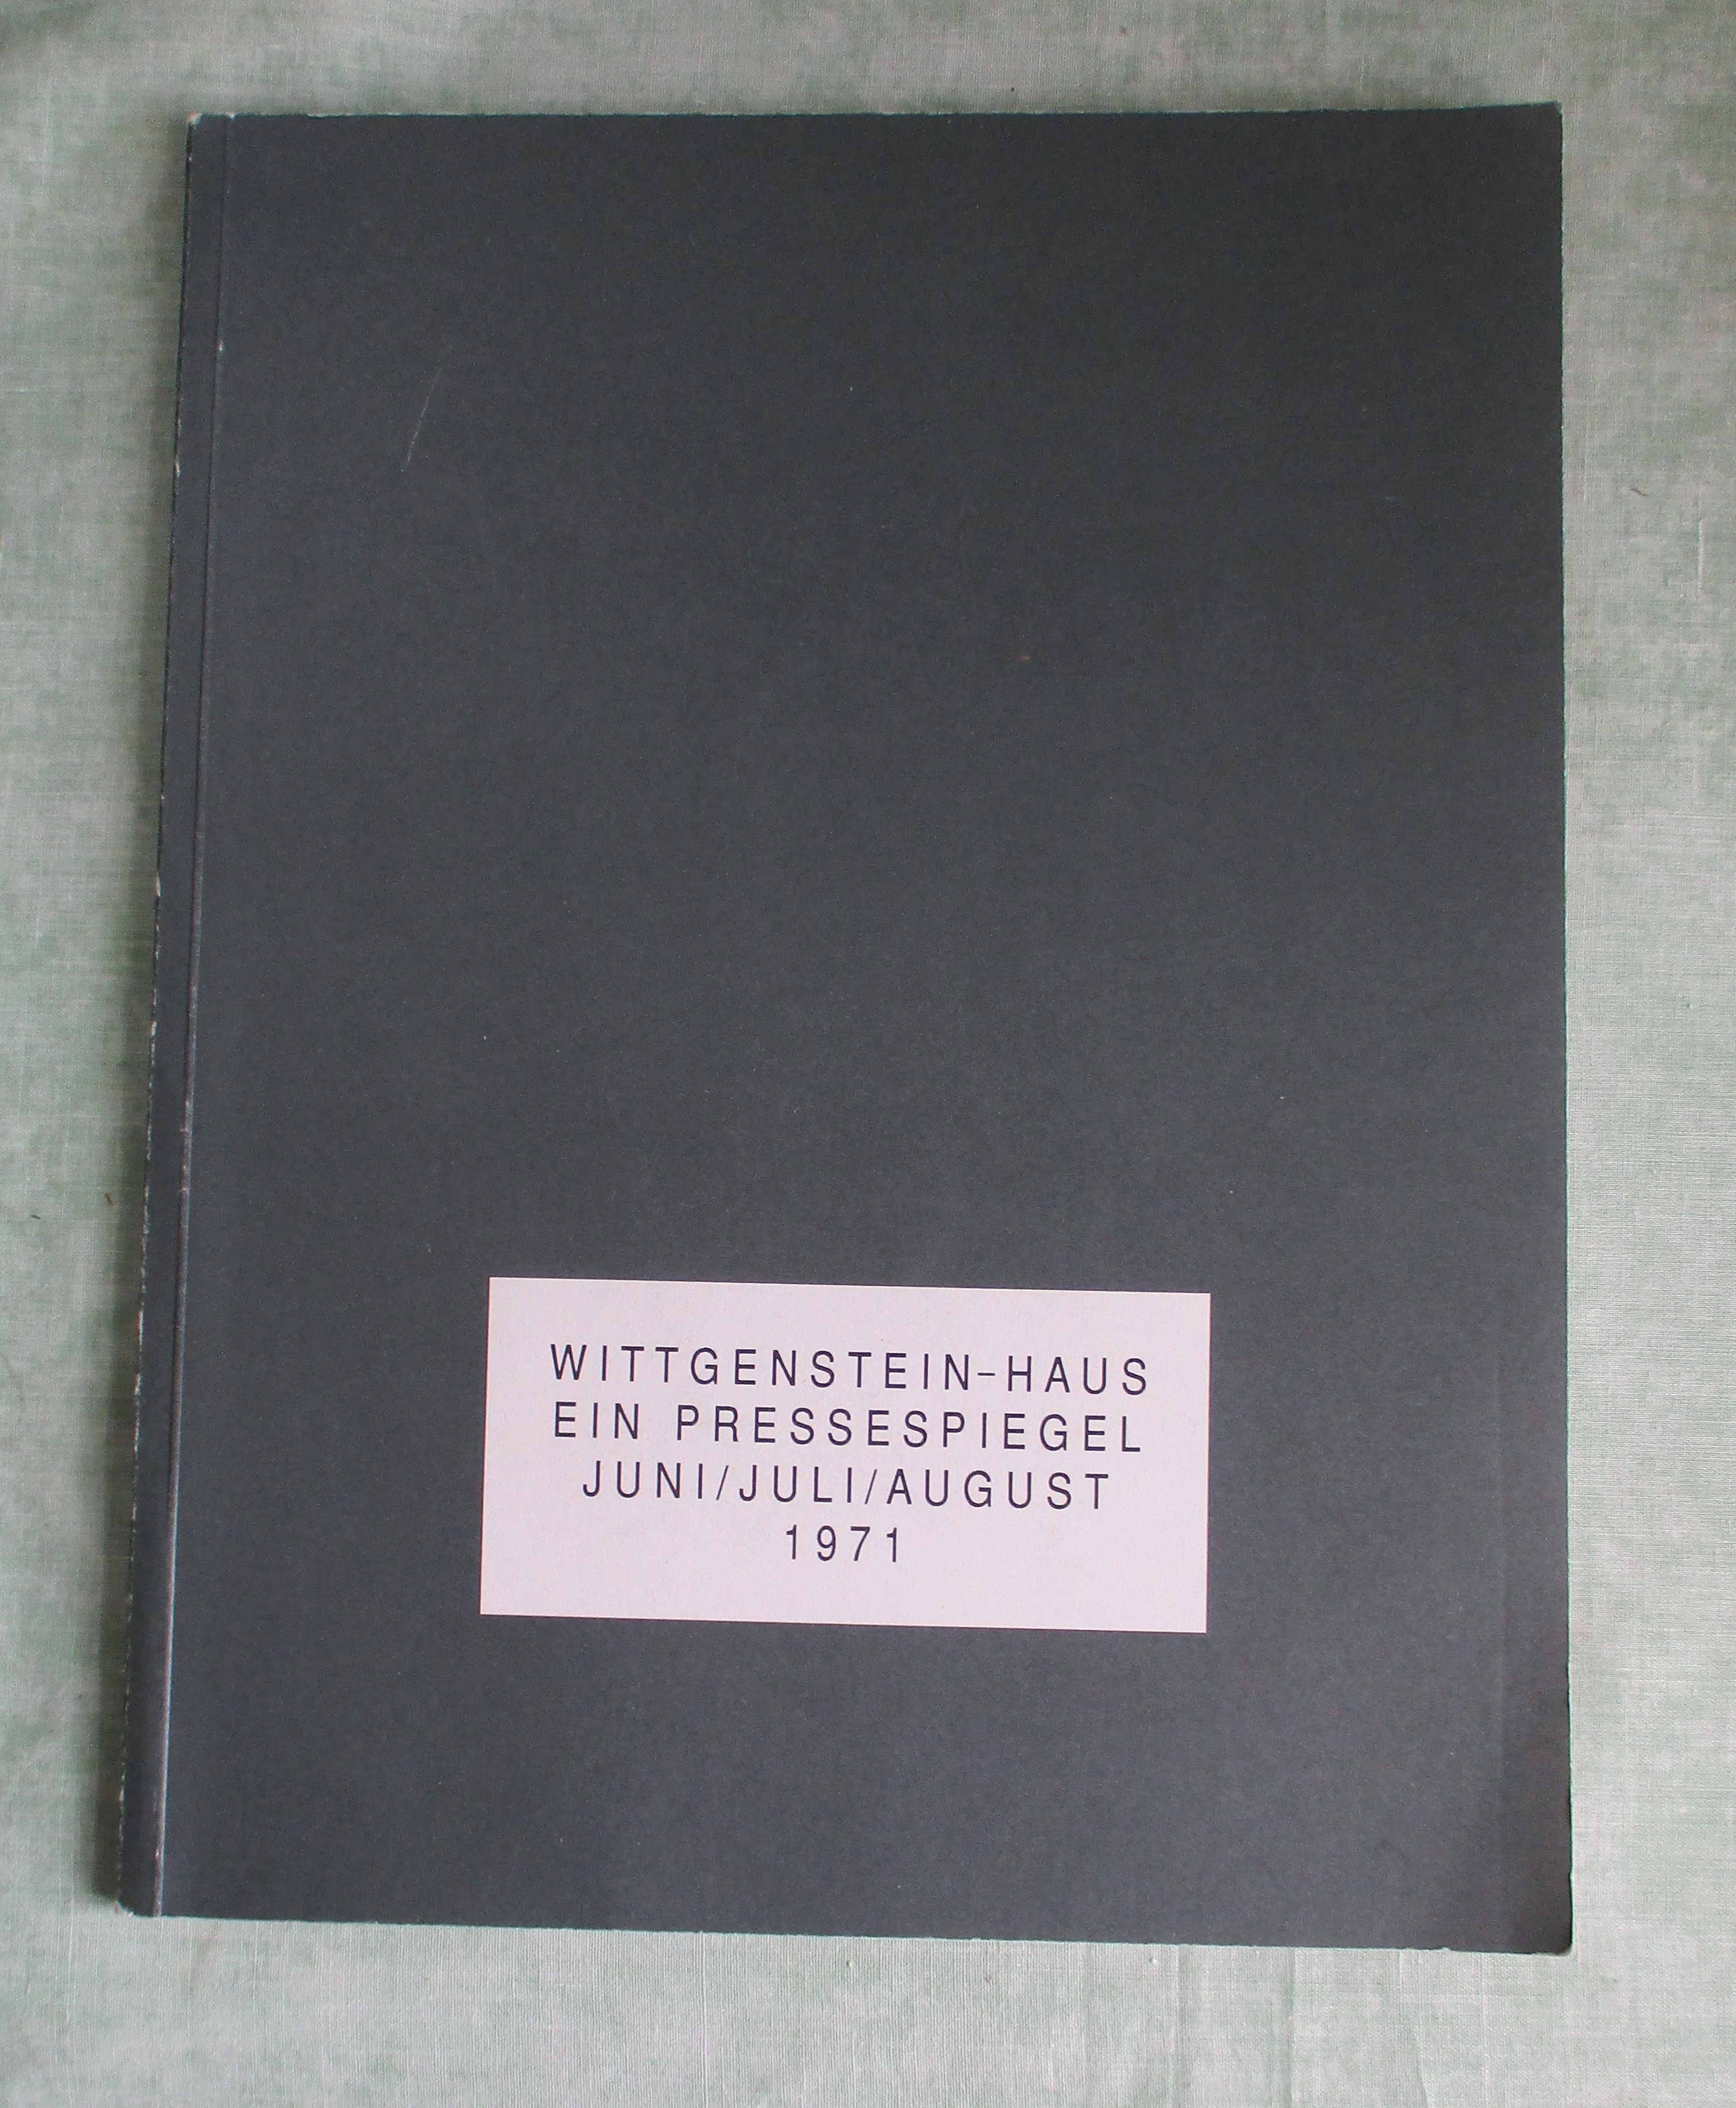 WITTGENSTEIN-HAUS
EIN PRESSESPIEGEL
JUNI/JULI/AUGUST
1971